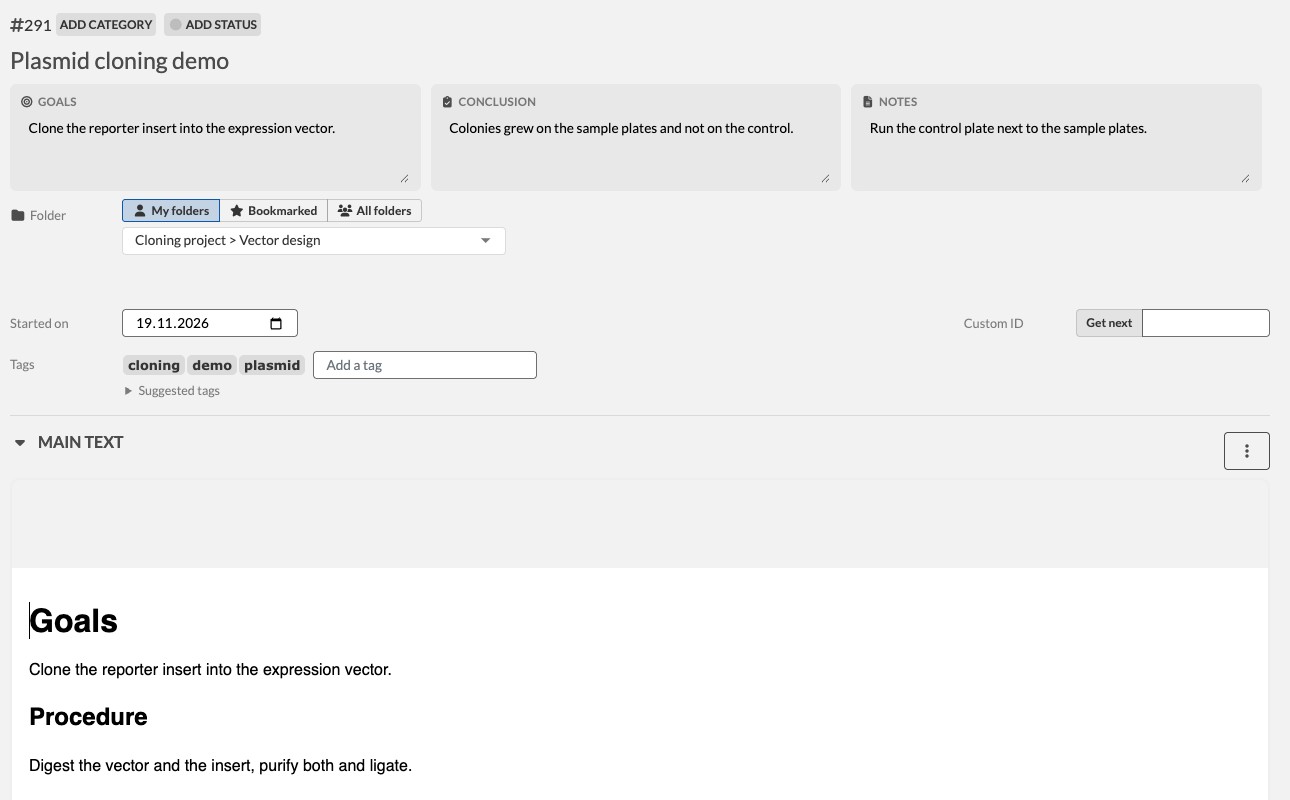 #291 ADD CATEGORY ADD STATUS
Plasmid cloning demo
GOALS
Clone the reporter insert into the expression vector.
CONCLUSION
Colonies grew on the sample plates and not on the control.
NOTES
Run the control plate next to the sample plates.
Folder
My folders Bookmarked All folders
Cloning project > Vector design
Started on 19.11.2026 Custom ID Get next
Tags cloning demo plasmid Add a tag
Suggested tags
MAIN TEXT
Goals
Clone the reporter insert into the expression vector.
Procedure
Digest the vector and the insert, purify both and ligate.